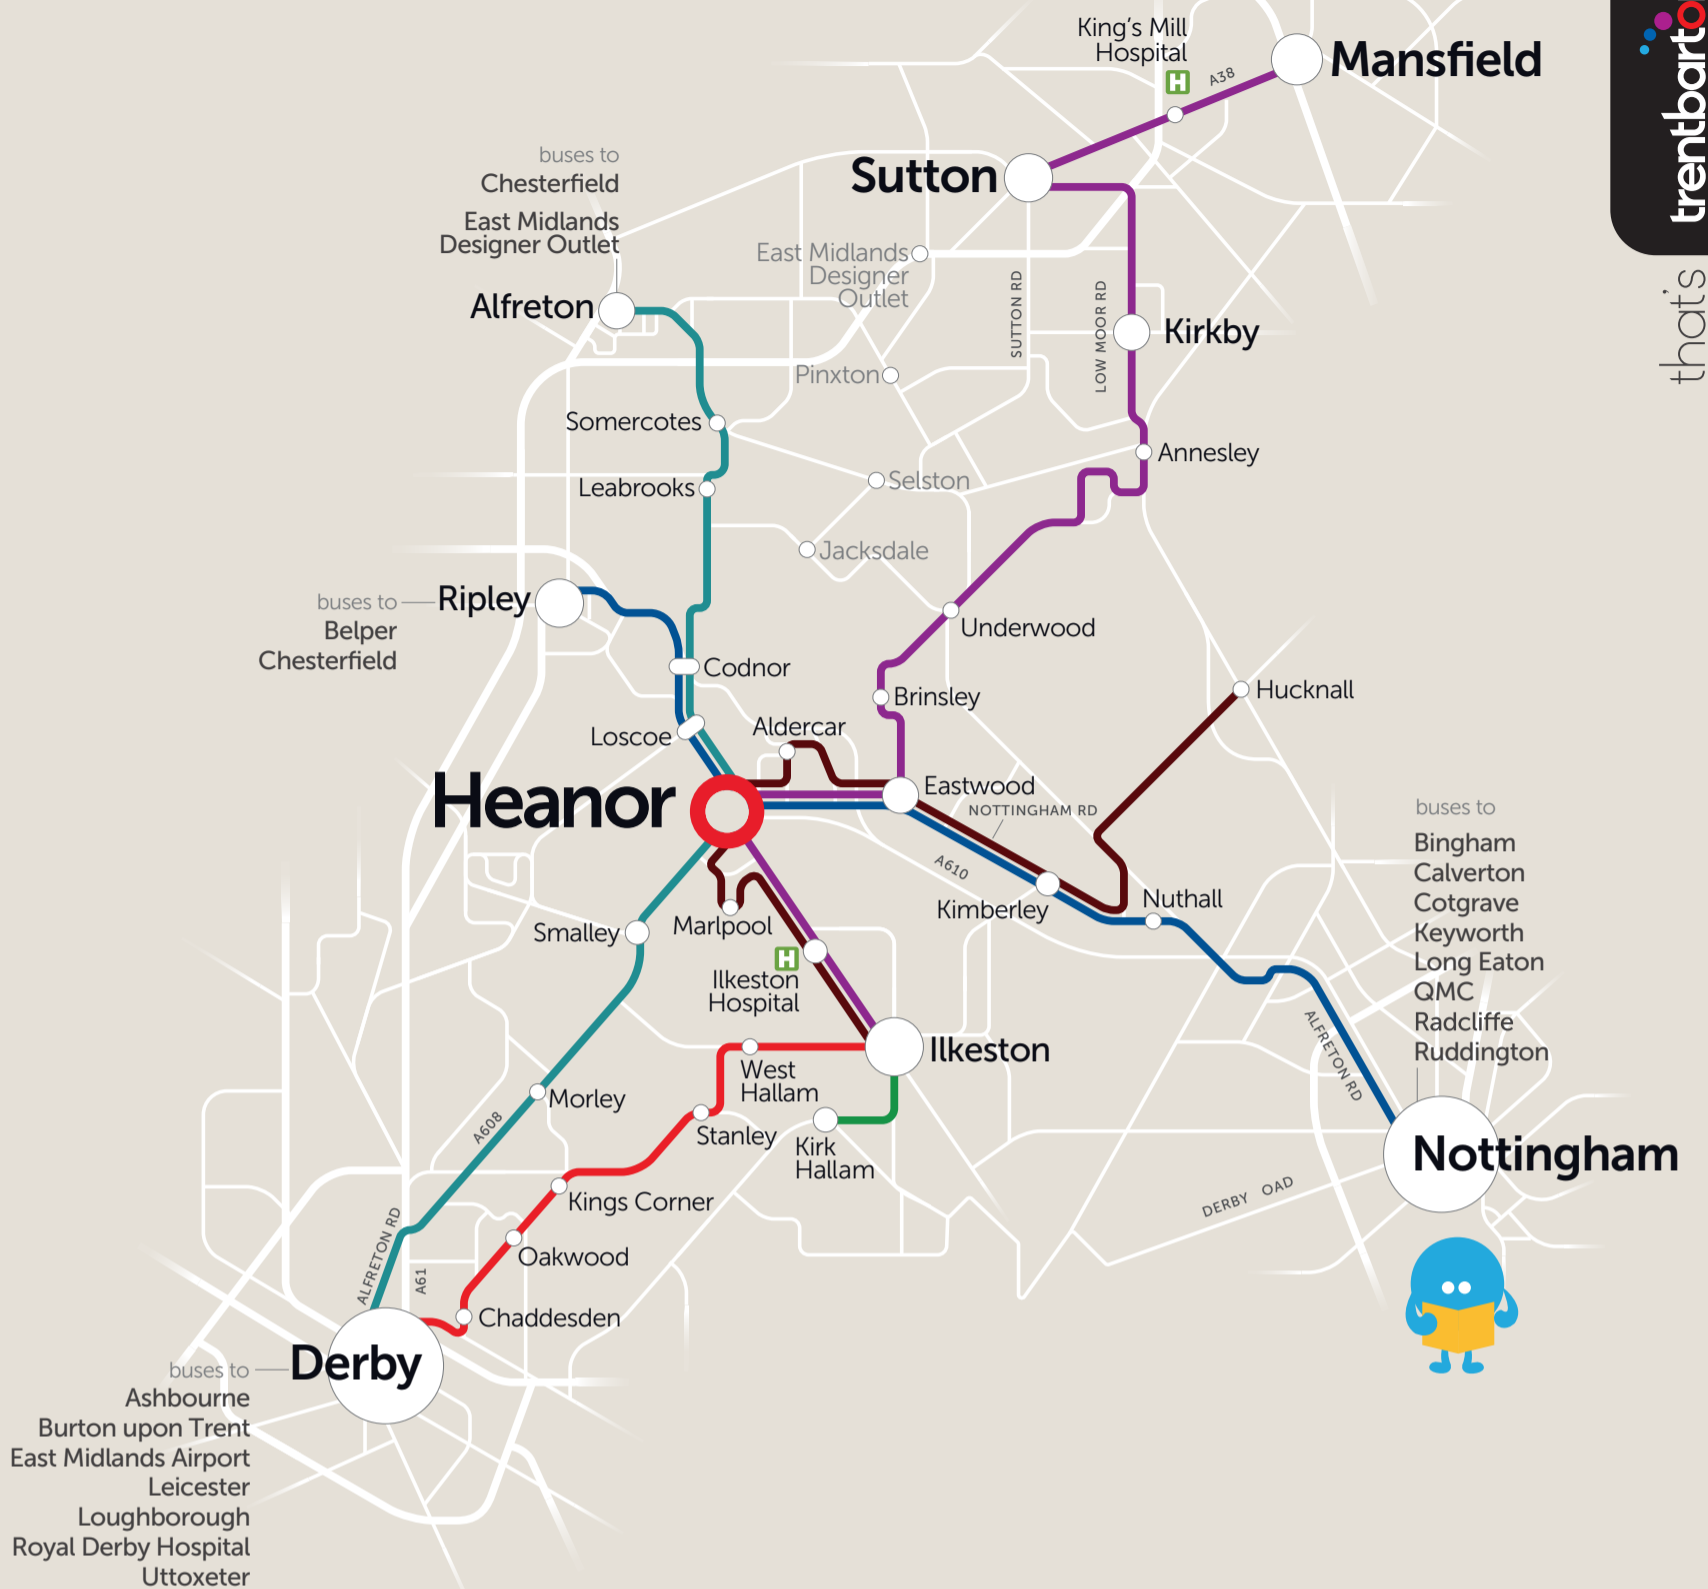 King's Mill
Hospital
H
A38
Mansfield
trentbarto
that's
Sutton
buses to
Chesterfield
East Midlands
Designer Outlet
East Midlands
Designer
Outlet
Alfreton
SUTTON RD
LOW MOOR RD
Kirkby
Pinxton
Somercotes
Annesley
Leabrooks
Selston
Jacksdale
buses to
Ripley
Belper
Chesterfield
Underwood
Codnor
Brinsley
Hucknall
Loscoe
Aldercar
Heanor
Eastwood
NOTTINGHAM RD
A610
buses to
Bingham
Calverton
Cotgrave
Keyworth
Long Eaton
QMC
Radcliffe
Ruddington
Kimberley
Nuthall
Smalley
Marlpool
H
Ilkeston
Hospital
ALFRETON RD
Ilkeston
West
Hallam
Morley
A608
Stanley
Kirk
Hallam
Nottingham
Kings Corner
DERBY OAD
Oakwood
ALFRETON RD
A61
Chaddesden
Derby
buses to
Ashbourne
Burton upon Trent
East Midlands Airport
Leicester
Loughborough
Royal Derby Hospital
Uttoxeter